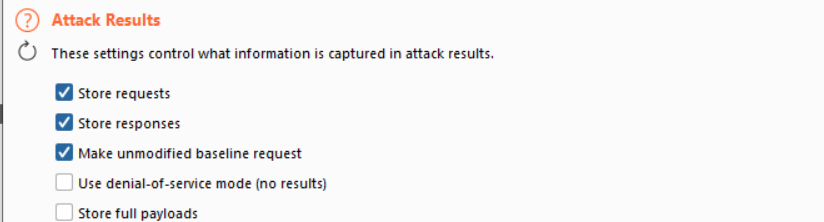 Attack Results
These settings control what information is captured in attack results.
Store requests
Store responses
Make unmodified baseline request
Use denial-of-service mode (no results)
Store full payloads